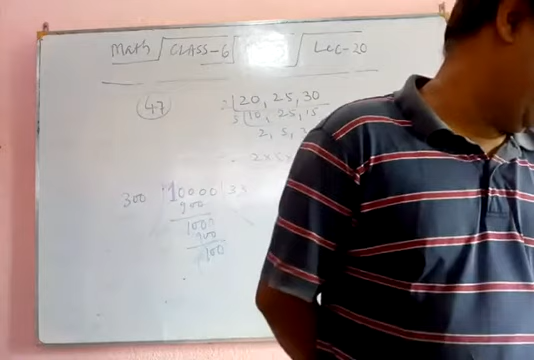 Math CLASS-6 Lec-20
47
2 20, 25, 30
5 10, 25, 15
2, 5, 3
2 x 5 x
300 10000 33
900
1000
900
100